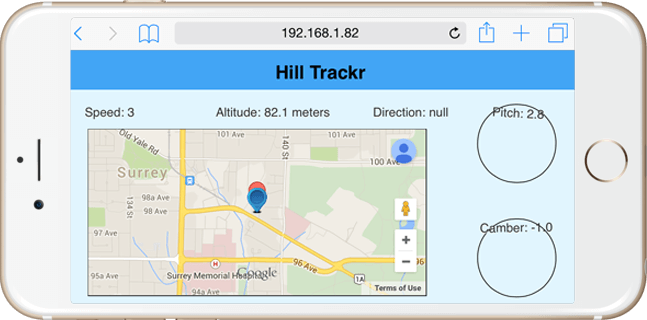 192.168.1.82
Hill Trackr
Speed: 3
Altitude: 82.1 meters
Direction: null
Pitch: 2.8
Old Yale Rd
101 Ave
101 Ave
140 St
100 Ave
Surrey
98a Ave
98 Ave
134 St
96 Ave
95a Ave
Surrey Memorial Hospital
H
Google
1A
94a Ave
Terms of Use
+
−
Camber: -1.0